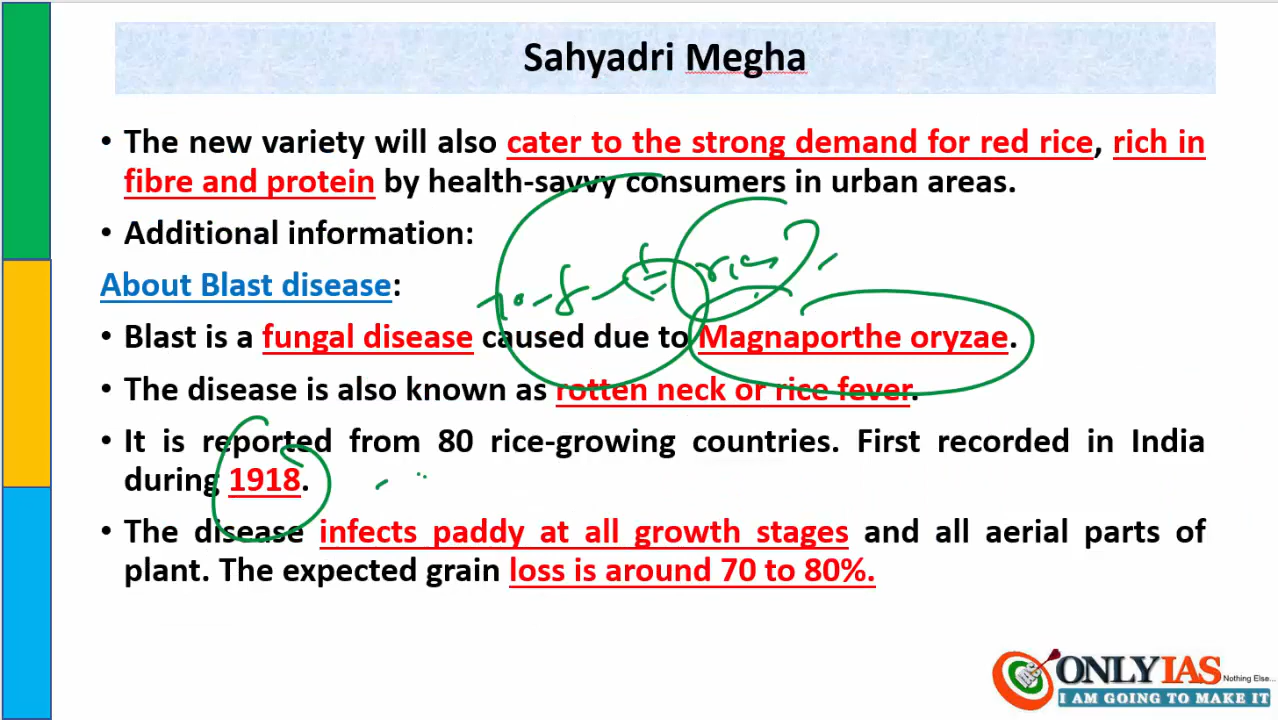 Sahyadri Megha
• The new variety will also cater to the strong demand for red rice, rich in
fibre and protein by health-savvy consumers in urban areas.
• Additional information:
About Blast disease:
• Blast is a fungal disease caused due to Magnaporthe oryzae.
• The disease is also known as rotten neck or rice fever.
• It is reported from 80 rice-growing countries. First recorded in India
during 1918.
• The disease infects paddy at all growth stages and all aerial parts of
plant. The expected grain loss is around 70 to 80%.
ONLYIAS
Nothing Else...
I AM GOING TO MAKE IT